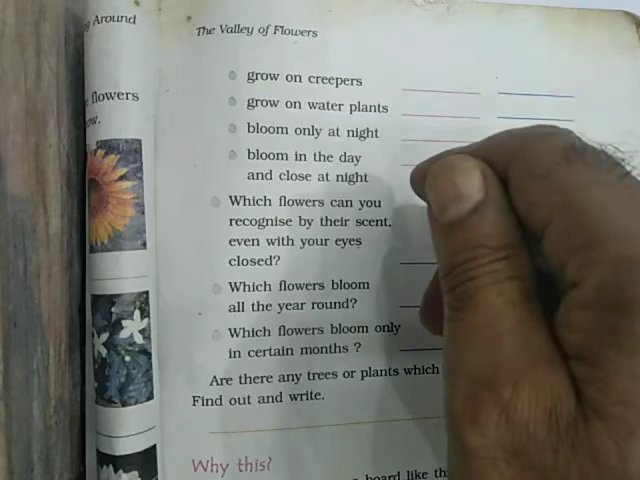 Around
The Valley of Flowers
flowers
grow on creepers
grow on water plants
bloom only at night
bloom in the day
and close at night
Which flowers can you
recognise by their scent,
even with your eyes
closed?
Which flowers bloom
all the year round?
Which flowers bloom only
in certain months ?
Are there any trees or plants which
Find out and write.
Why this?
board like